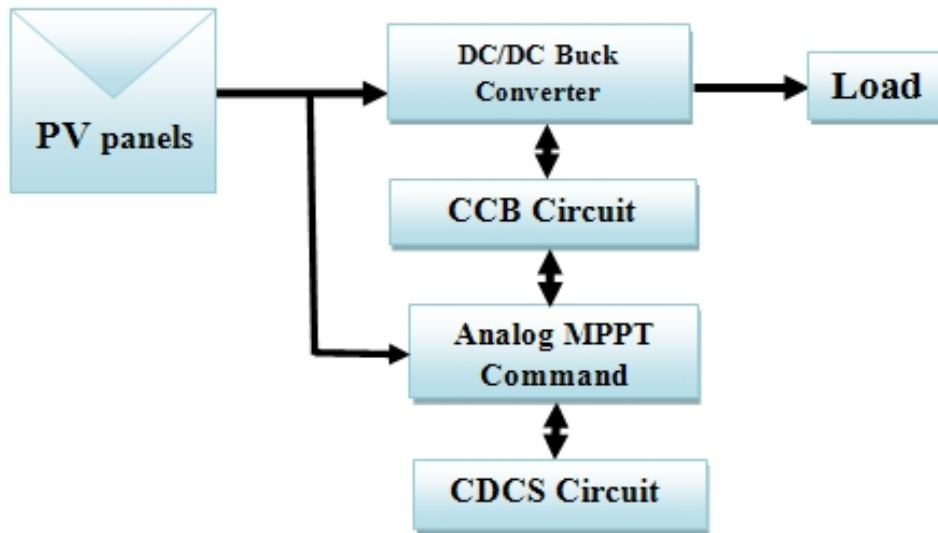 PV panels
DC/DC Buck
Converter
Load
CCB Circuit
Analog MPPT
Command
CDCS Circuit